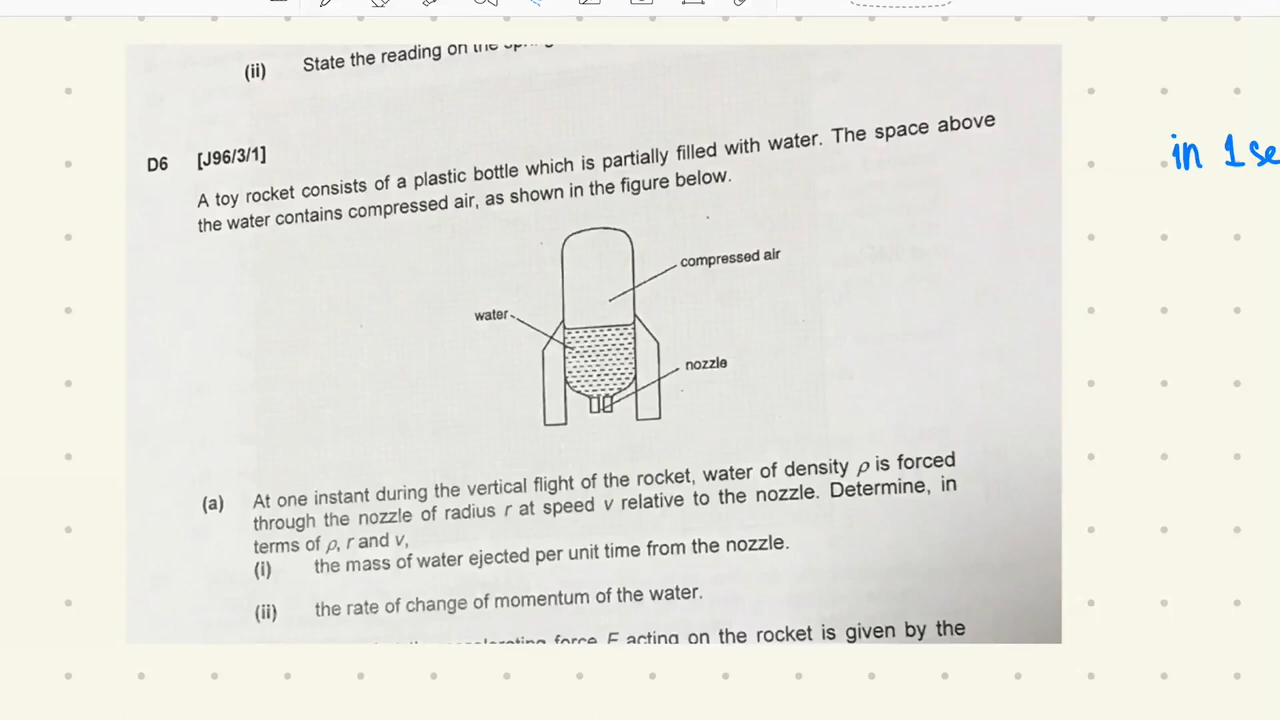 (ii) State the reading on the
D6 [J96/3/1]
A toy rocket consists of a plastic bottle which is partially filled with water. The space above
the water contains compressed air, as shown in the figure below.
compressed air
water
nozzle
(a) At one instant during the vertical flight of the rocket, water of density ρ is forced
through the nozzle of radius r at speed v relative to the nozzle. Determine, in
terms of ρ, r and v,
(i) the mass of water ejected per unit time from the nozzle.
(ii) the rate of change of momentum of the water.
force F acting on the rocket is given by the
in 1 se